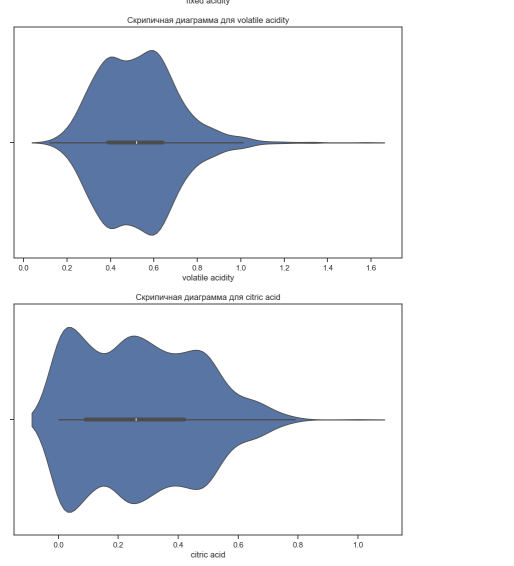 fixed acidity
Скрипичная диаграмма для volatile acidity
0.0 0.2 0.4 0.6 0.8 1.0 1.2 1.4 1.6
volatile acidity
Скрипичная диаграмма для citric acid
0.0 0.2 0.4 0.6 0.8 1.0
citric acid